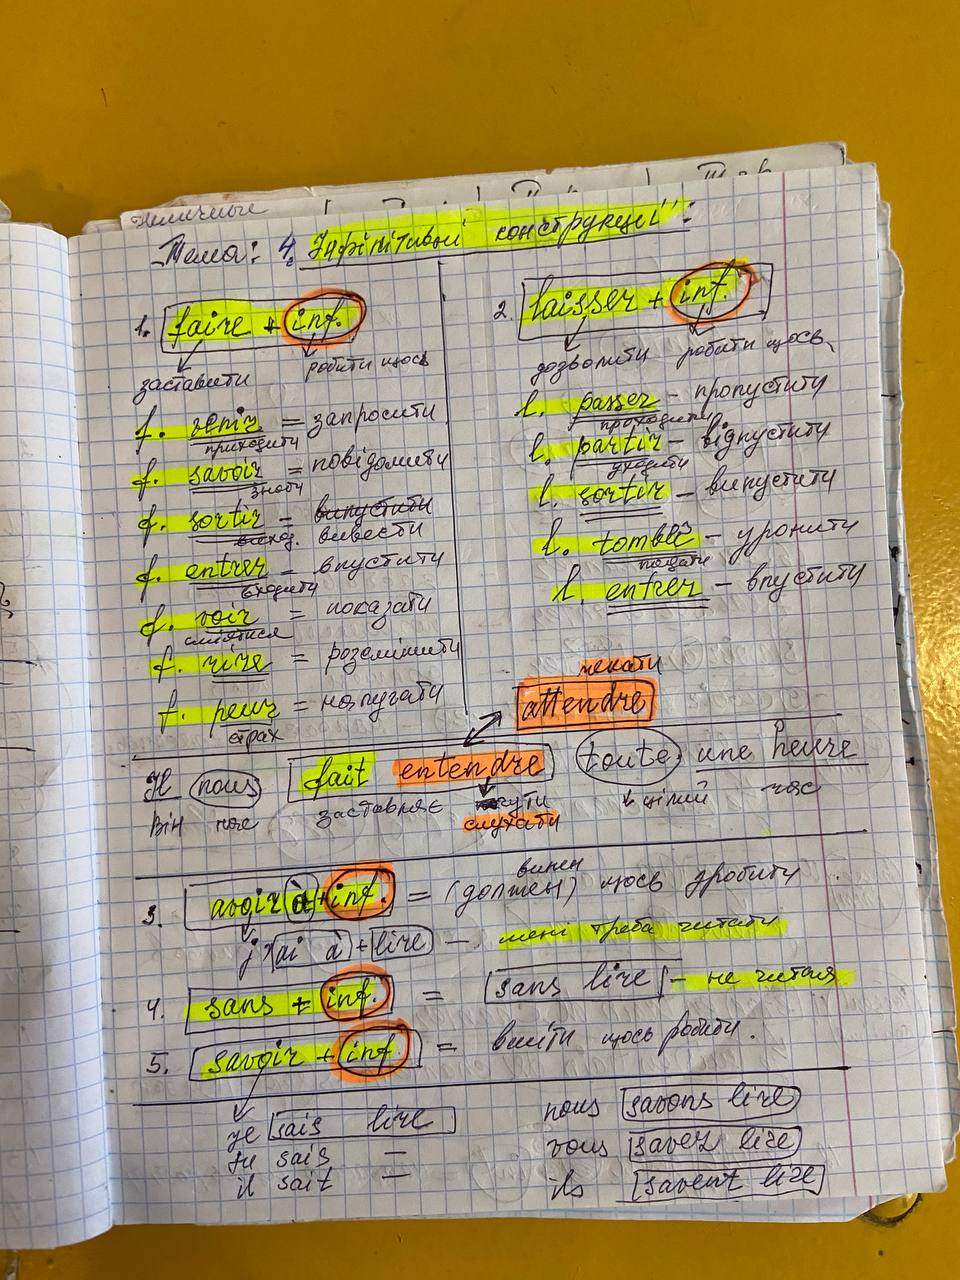 Тема: 4. Інфінітивні конструкції:
1. faire + inf.
заставити робити щось
f. venir = запросити
приходити
f. savoir = повідомити
знати
f. sortir = випустити
виход. вивести
f. entrer – впустити
входити
f. voir = показати
сміятися
f. rire = розсмішити
f. peur = напугати
страх
2. laisser + inf.
дозволити робити щось
l. passer – пропустити
проходити
l. partir – відпустити
уходити
l. sortir – випустити
l. tombé – уронити
падати
l. entrer – впустити
чекати
attendre
Il nous fait entendre toute une heure
Він нас заставляє чути цілий час
слухати
винен
3. avoir à + inf. = (должен) щось зробити
j' ai à + lire – мені треба читати
4. sans + inf. = sans lire – не читая
5. savoir + inf. = вміти щось робити.
je sais lire
tu sais —
il sait —
nous savons lire
vous savez lire
ils savent lire